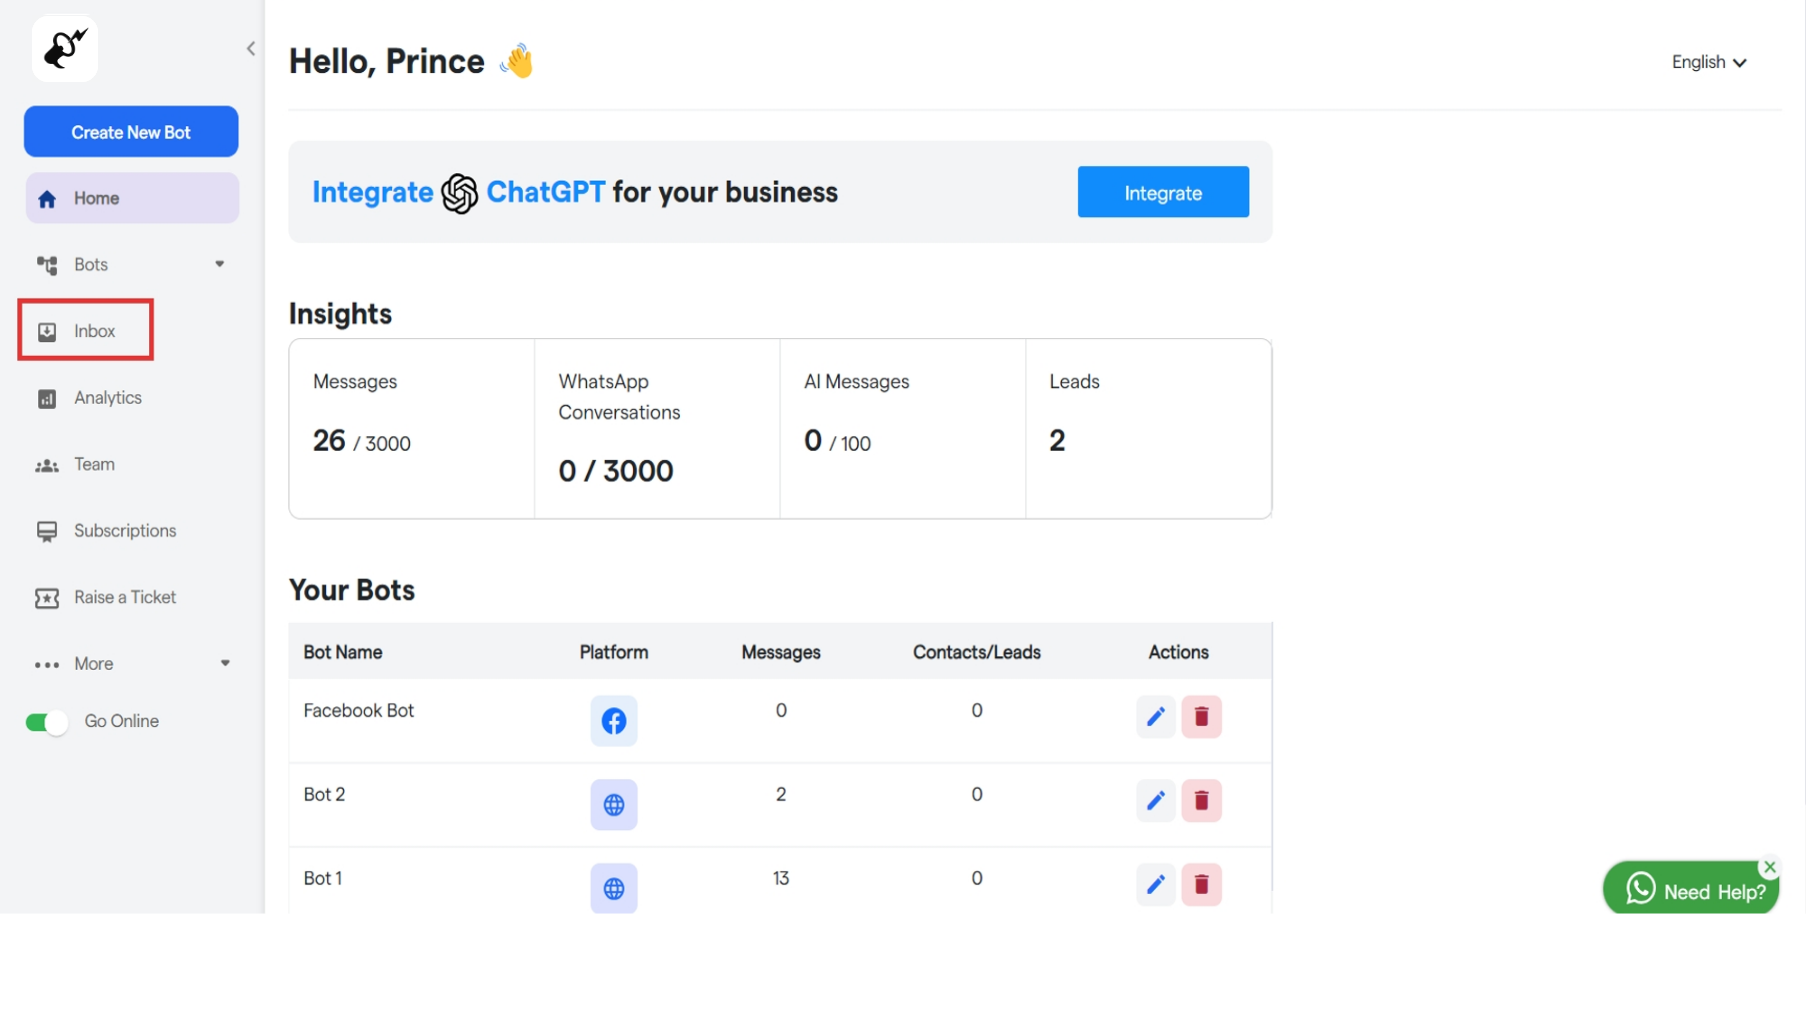 Hello, Prince
English
Create New Bot
Home
Bots
Inbox
Analytics
Team
Subscriptions
Raise a Ticket
More
Go Online
Integrate ChatGPT for your business
Integrate
Insights
Messages
26 / 3000
WhatsApp
Conversations
0 / 3000
AI Messages
0 / 100
Leads
2
Your Bots
Bot Name Platform Messages Contacts/Leads Actions
Facebook Bot 0 0
Bot 2 2 0
Bot 1 13 0
Need Help?